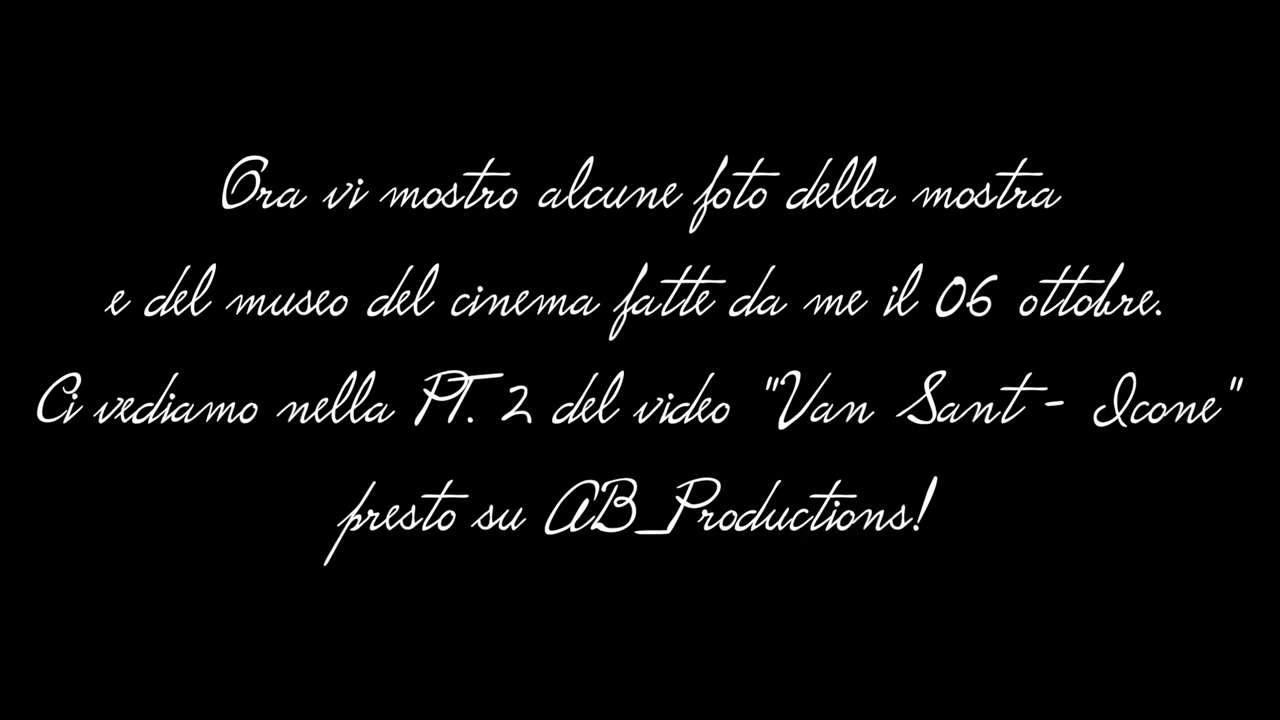 Ora vi mostro alcune foto della mostra
e del museo del cinema fatte da me il 06 ottobre.
Ci vediamo nella PT. 2 del video "Van Sant - Icone"
presto su AB_Productions!